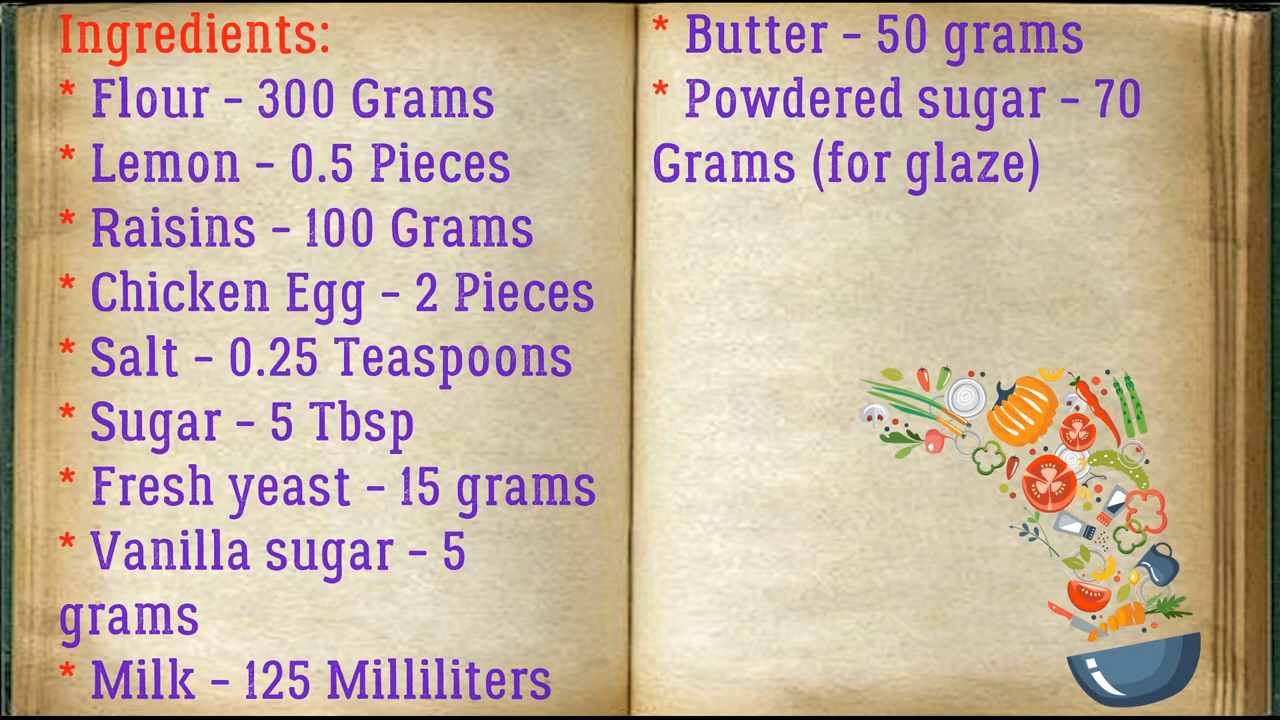 Ingredients:
* Flour – 300 Grams
* Lemon – 0.5 Pieces
* Raisins – 100 Grams
* Chicken Egg – 2 Pieces
* Salt – 0.25 Teaspoons
* Sugar – 5 Tbsp
* Fresh yeast – 15 grams
* Vanilla sugar – 5
grams
* Milk – 125 Milliliters
* Butter – 50 grams
* Powdered sugar – 70
Grams (for glaze)